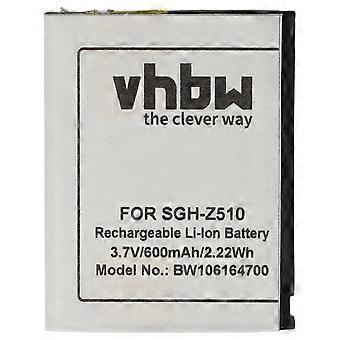 vhbw
the clever way
FOR SGH-Z510
Rechargeable Li-Ion Battery
3.7V/600mAh/2.22Wh
Model No.: BW106164700